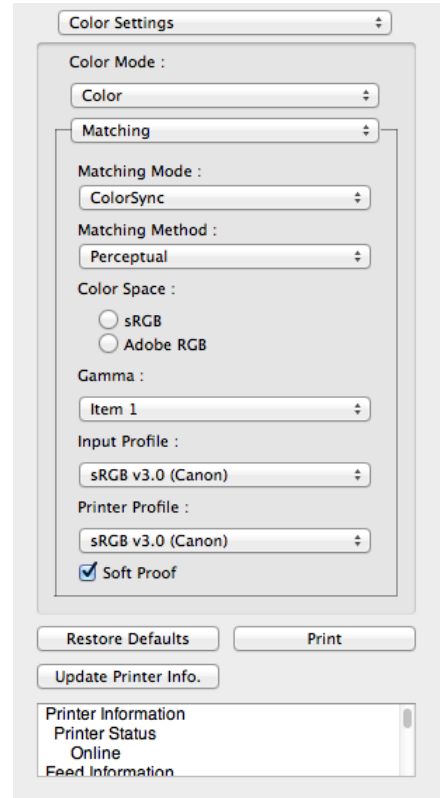 Color Settings
Color Mode :
Color
Matching
Matching Mode :
ColorSync
Matching Method :
Perceptual
Color Space :
sRGB
Adobe RGB
Gamma :
Item 1
Input Profile :
sRGB v3.0 (Canon)
Printer Profile :
sRGB v3.0 (Canon)
Soft Proof
Restore Defaults Print
Update Printer Info.
Printer Information
Printer Status
Online
Feed Information